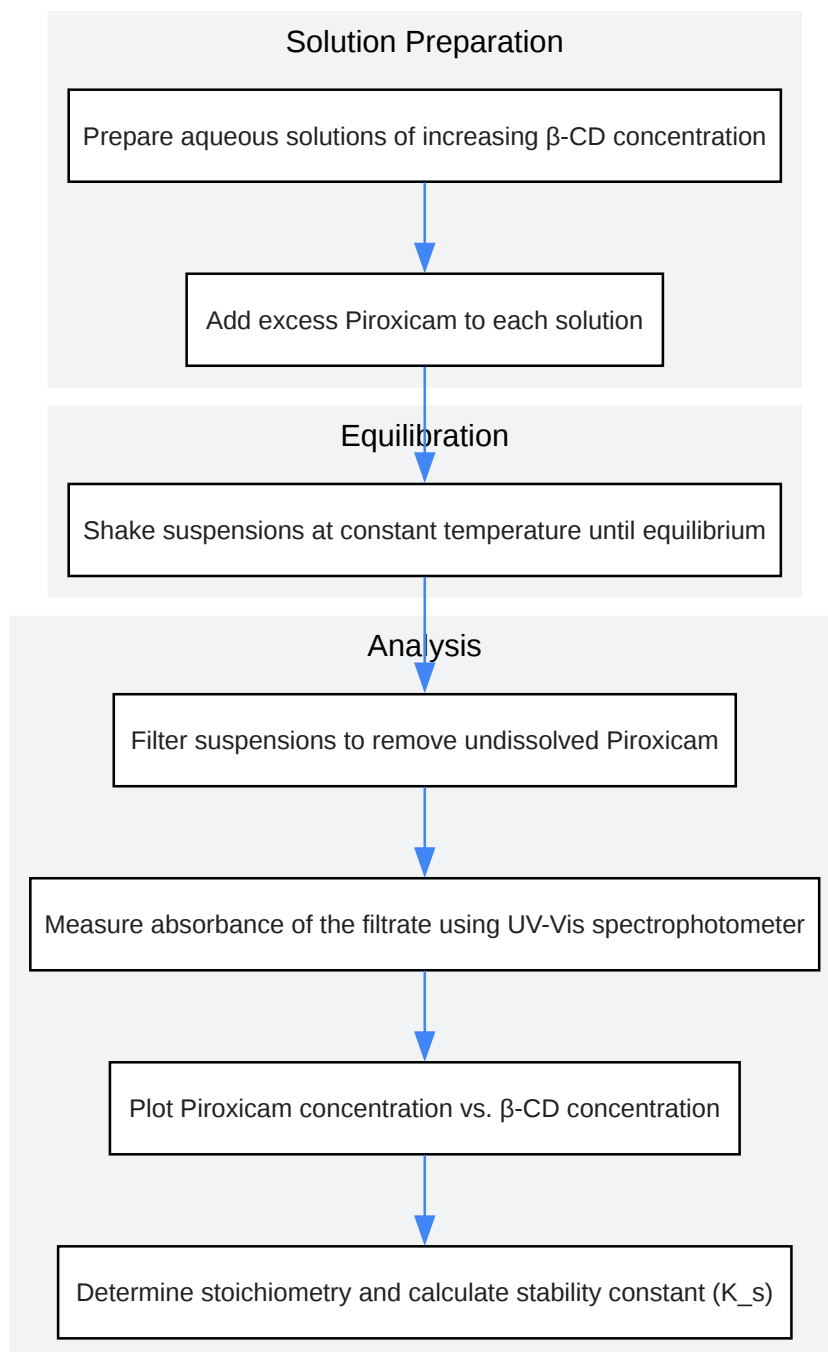 Solution Preparation
Prepare aqueous solutions of increasing β-CD concentration
Add excess Piroxicam to each solution
Equilibration
Shake suspensions at constant temperature until equilibrium
Analysis
Filter suspensions to remove undissolved Piroxicam
Measure absorbance of the filtrate using UV-Vis spectrophotometer
Plot Piroxicam concentration vs. β-CD concentration
Determine stoichiometry and calculate stability constant (K_s)